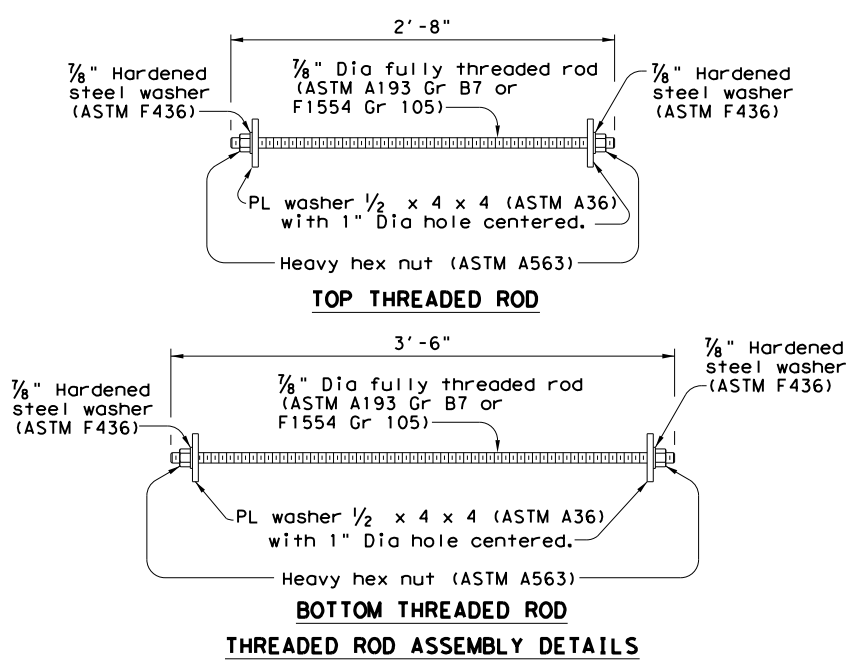 2'-8"
⅞" Hardened
steel washer
(ASTM F436)
⅞" Dia fully threaded rod
(ASTM A193 Gr B7 or
F1554 Gr 105)
⅞" Hardened
steel washer
(ASTM F436)
PL washer ½ x 4 x 4 (ASTM A36)
with 1" Dia hole centered.
Heavy hex nut (ASTM A563)
TOP THREADED ROD
3'-6"
⅞" Hardened
steel washer
(ASTM F436)
⅞" Dia fully threaded rod
(ASTM A193 Gr B7 or
F1554 Gr 105)
⅞" Hardened
steel washer
(ASTM F436)
PL washer ½ x 4 x 4 (ASTM A36)
with 1" Dia hole centered.
Heavy hex nut (ASTM A563)
BOTTOM THREADED ROD
THREADED ROD ASSEMBLY DETAILS